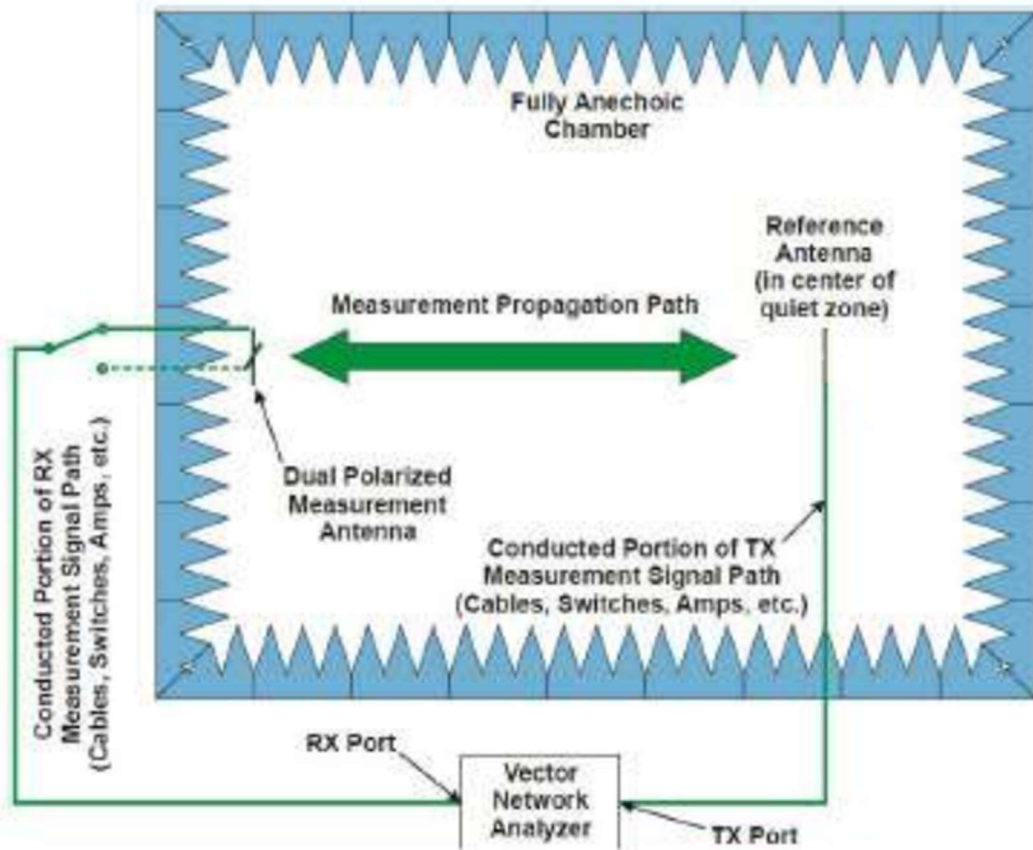 Fully Anechoic
Chamber
Reference
Antenna
(in center of
quiet zone)
Measurement Propagation Path
Dual Polarized
Measurement
Antenna
Conducted Portion of TX
Measurement Signal Path
(Cables, Switches, Amps, etc.)
Conducted Portion of RX
Measurement Signal Path
(Cables, Switches, Amps, etc.)
RX Port
Vector
Network
Analyzer
TX Port